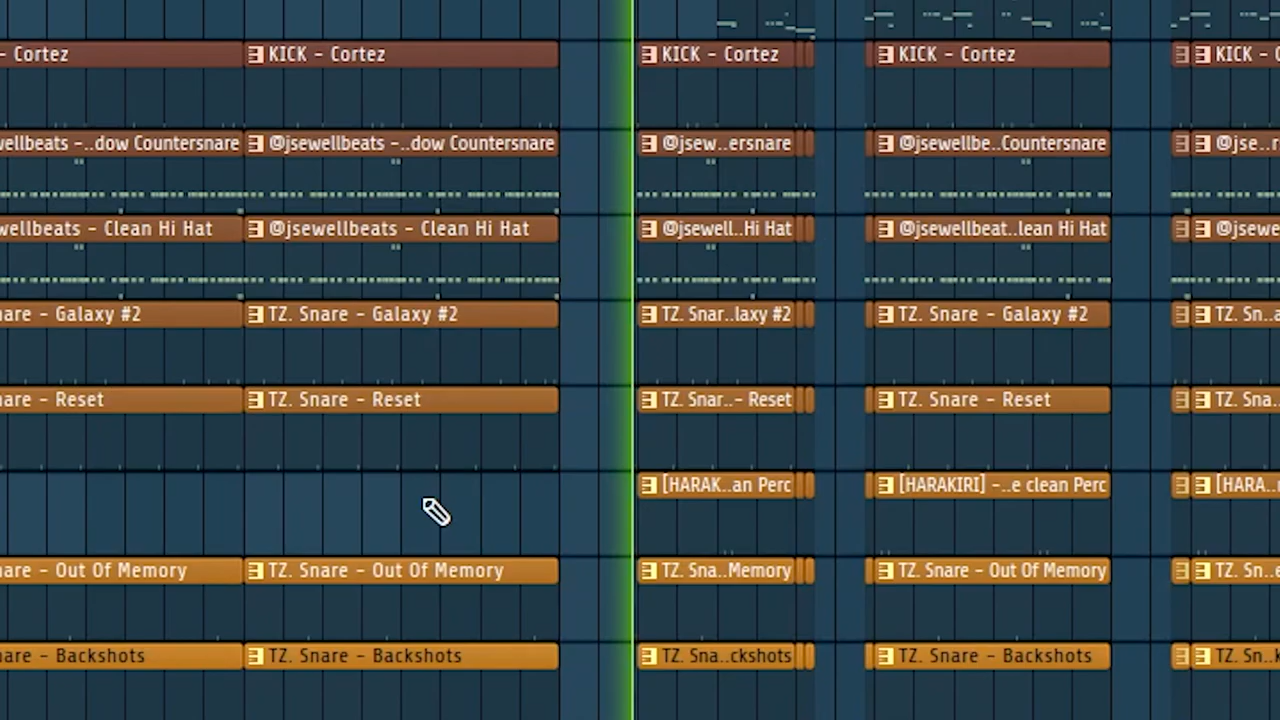 - Cortez KICK - Cortez KICK - Cortez KICK - Cortez KICK - C
wellbeats -..dow Countersnare @jsewellbeats -..dow Countersnare @jsew..ersnare @jsewellbe..Countersnare @jse..r
wellbeats - Clean Hi Hat @jsewellbeats - Clean Hi Hat @jsewell..Hi Hat @jsewellbeat..lean Hi Hat @jsewe
are - Galaxy #2 TZ. Snare - Galaxy #2 TZ. Snar..laxy #2 TZ. Snare - Galaxy #2 TZ. Sn..a
are - Reset TZ. Snare - Reset TZ. Snar..- Reset TZ. Snare - Reset TZ. Sna..
[HARAK..an Perc [HARAKIRI] -..e clean Perc [HARA..
are - Out Of Memory TZ. Snare - Out Of Memory TZ. Sna..Memory TZ. Snare - Out Of Memory TZ. Sn..e
are - Backshots TZ. Snare - Backshots TZ. Sna..ckshots TZ. Snare - Backshots TZ. Sn..k